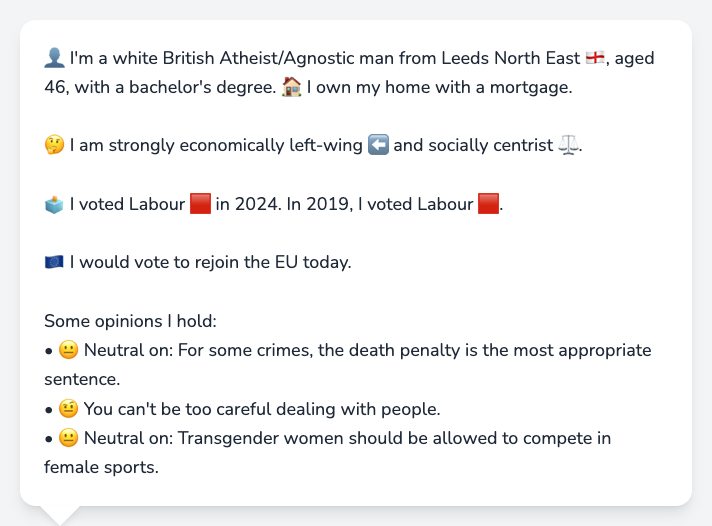 👤 I'm a white British Atheist/Agnostic man from Leeds North East 🏴󠁧󠁢󠁥󠁮󠁧󠁿, aged
46, with a bachelor's degree. 🏠 I own my home with a mortgage.
🤔 I am strongly economically left-wing ⬅️ and socially centrist ⚖️.
🗳️ I voted Labour 🟥 in 2024. In 2019, I voted Labour 🟥.
🇪🇺 I would vote to rejoin the EU today.
Some opinions I hold:
• 😐 Neutral on: For some crimes, the death penalty is the most appropriate
sentence.
• 🤨 You can't be too careful dealing with people.
• 😐 Neutral on: Transgender women should be allowed to compete in
female sports.